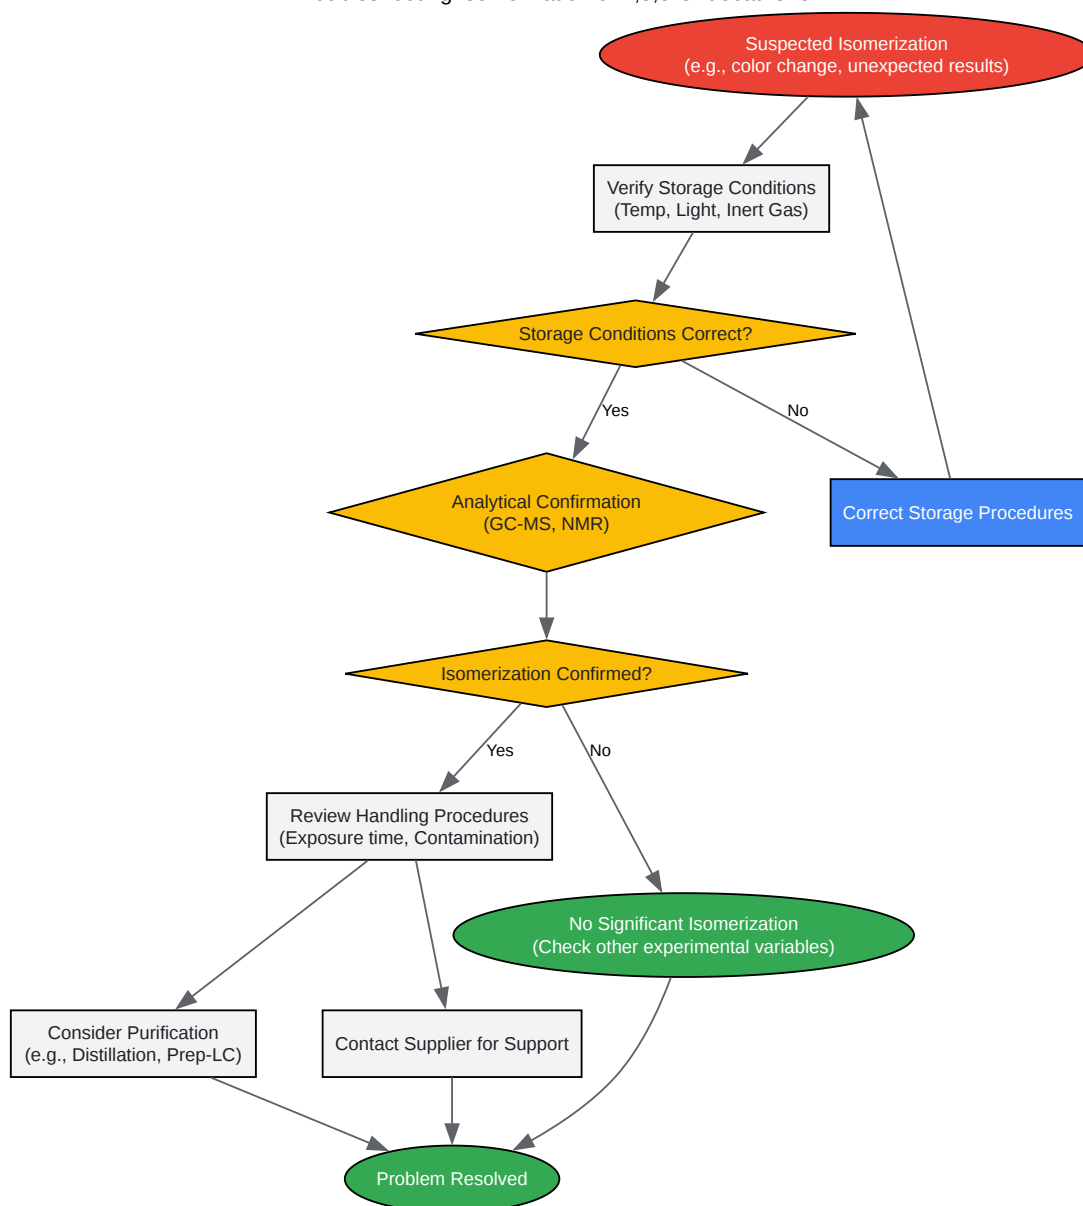 Suspected Isomerization
(e.g., color change, unexpected results)
Verify Storage Conditions
(Temp, Light, Inert Gas)
Storage Conditions Correct?
Yes
No
Analytical Confirmation
(GC-MS, NMR)
Correct Storage Procedures
Isomerization Confirmed?
Yes
No
Review Handling Procedures
(Exposure time, Contamination)
No Significant Isomerization
(Check other experimental variables)
Consider Purification
(e.g., Distillation, Prep-LC)
Contact Supplier for Support
Problem Resolved